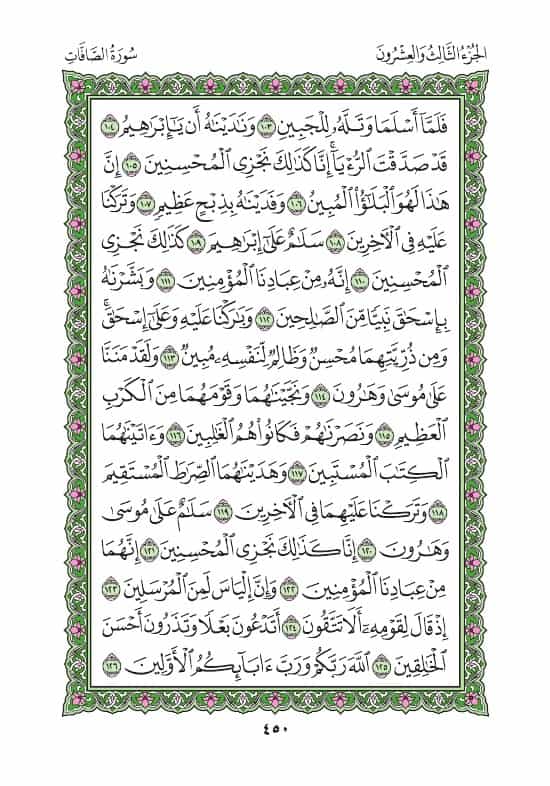 الجُزْءُ الثَّالِثُ وَالعِشْرُونَ
سُورَةُ الصَّافَّاتِ
فَلَمَّآ أَسۡلَمَا وَتَلَّهُۥ لِلۡجَبِينِ ١٠٣ وَنَٰدَيۡنَٰهُ أَن يَٰٓإِبۡرَٰهِيمُ ١٠٤
قَدۡ صَدَّقۡتَ ٱلرُّءۡيَآۚ إِنَّا كَذَٰلِكَ نَجۡزِي ٱلۡمُحۡسِنِينَ ١٠٥ إِنَّ
هَٰذَا لَهُوَ ٱلۡبَلَٰٓؤُاْ ٱلۡمُبِينُ ١٠٦ وَفَدَيۡنَٰهُ بِذِبۡحٍ عَظِيمٖ ١٠٧ وَتَرَكۡنَا
عَلَيۡهِ فِي ٱلۡأٓخِرِينَ ١٠٨ سَلَٰمٌ عَلَىٰٓ إِبۡرَٰهِيمَ ١٠٩ كَذَٰلِكَ نَجۡزِي
ٱلۡمُحۡسِنِينَ ١١٠ إِنَّهُۥ مِنۡ عِبَادِنَا ٱلۡمُؤۡمِنِينَ ١١١ وَبَشَّرۡنَٰهُ
بِإِسۡحَٰقَ نَبِيّٗا مِّنَ ٱلصَّٰلِحِينَ ١١٢ وَبَٰرَكۡنَا عَلَيۡهِ وَعَلَىٰٓ إِسۡحَٰقَۚ
وَمِن ذُرِّيَّتِهِمَا مُحۡسِنٞ وَظَالِمٞ لِّنَفۡسِهِۦ مُبِينٞ ١١٣ وَلَقَدۡ مَنَنَّا
عَلَىٰ مُوسَىٰ وَهَٰرُونَ ١١٤ وَنَجَّيۡنَٰهُمَا وَقَوۡمَهُمَا مِنَ ٱلۡكَرۡبِ
ٱلۡعَظِيمِ ١١٥ وَنَصَرۡنَٰهُمۡ فَكَانُواْ هُمُ ٱلۡغَٰلِبِينَ ١١٦ وَءَاتَيۡنَٰهُمَا
ٱلۡكِتَٰبَ ٱلۡمُسۡتَبِينَ ١١٧ وَهَدَيۡنَٰهُمَا ٱلصِّرَٰطَ ٱلۡمُسۡتَقِيمَ
١١٨ وَتَرَكۡنَا عَلَيۡهِمَا فِي ٱلۡأٓخِرِينَ ١١٩ سَلَٰمٌ عَلَىٰ مُوسَىٰ
وَهَٰرُونَ ١٢٠ إِنَّا كَذَٰلِكَ نَجۡزِي ٱلۡمُحۡسِنِينَ ١٢١ إِنَّهُمَا
مِنۡ عِبَادِنَا ٱلۡمُؤۡمِنِينَ ١٢٢ وَإِنَّ إِلۡيَاسَ لَمِنَ ٱلۡمُرۡسَلِينَ ١٢٣
إِذۡ قَالَ لِقَوۡمِهِۦٓ أَلَا تَتَّقُونَ ١٢٤ أَتَدۡعُونَ بَعۡلٗا وَتَذَرُونَ أَحۡسَنَ
ٱلۡخَٰلِقِينَ ١٢٥ ٱللَّهَ رَبَّكُمۡ وَرَبَّ ءَابَآئِكُمُ ٱلۡأَوَّلِينَ ١٢٦
٤٥٠